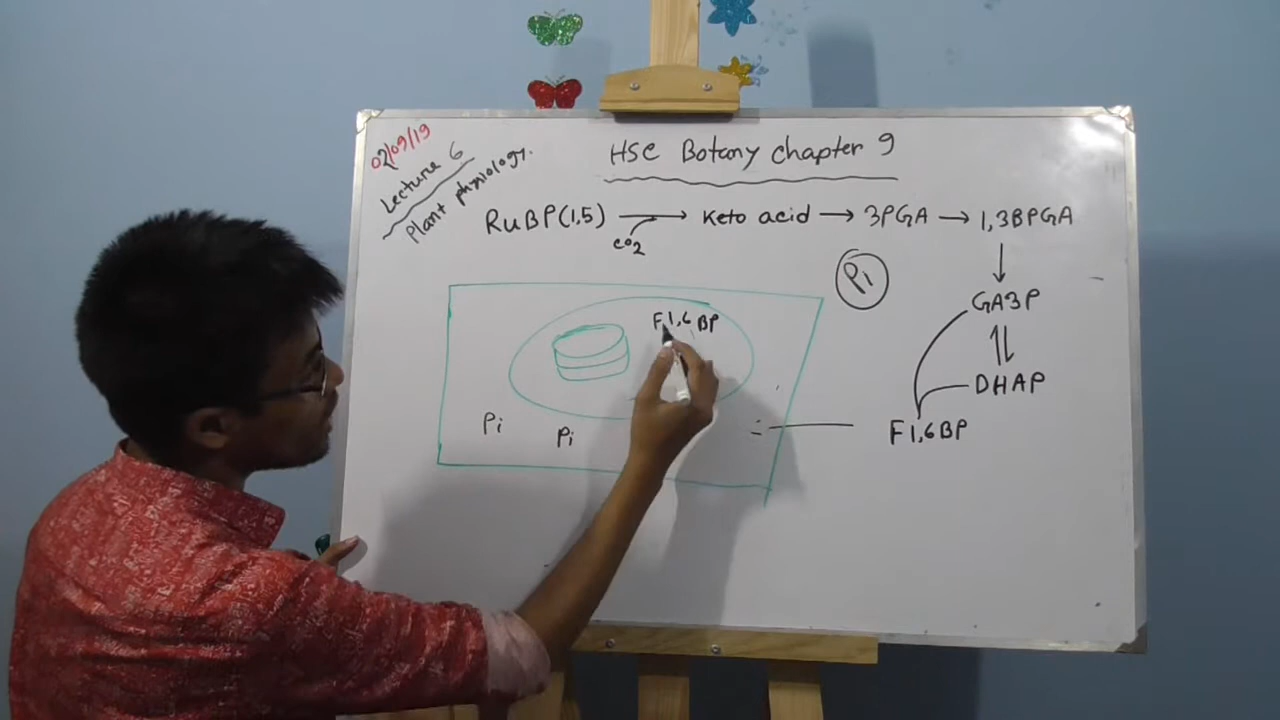 02/09/19
Lecture 6
Plant physiology.
HSC Botany chapter 9
RuBP(1,5) → Keto acid → 3PGA → 1,3BPGA
CO2
Pi
GA3P
F1,6 BP
DHAP
F1,6BP
Pi
Pi